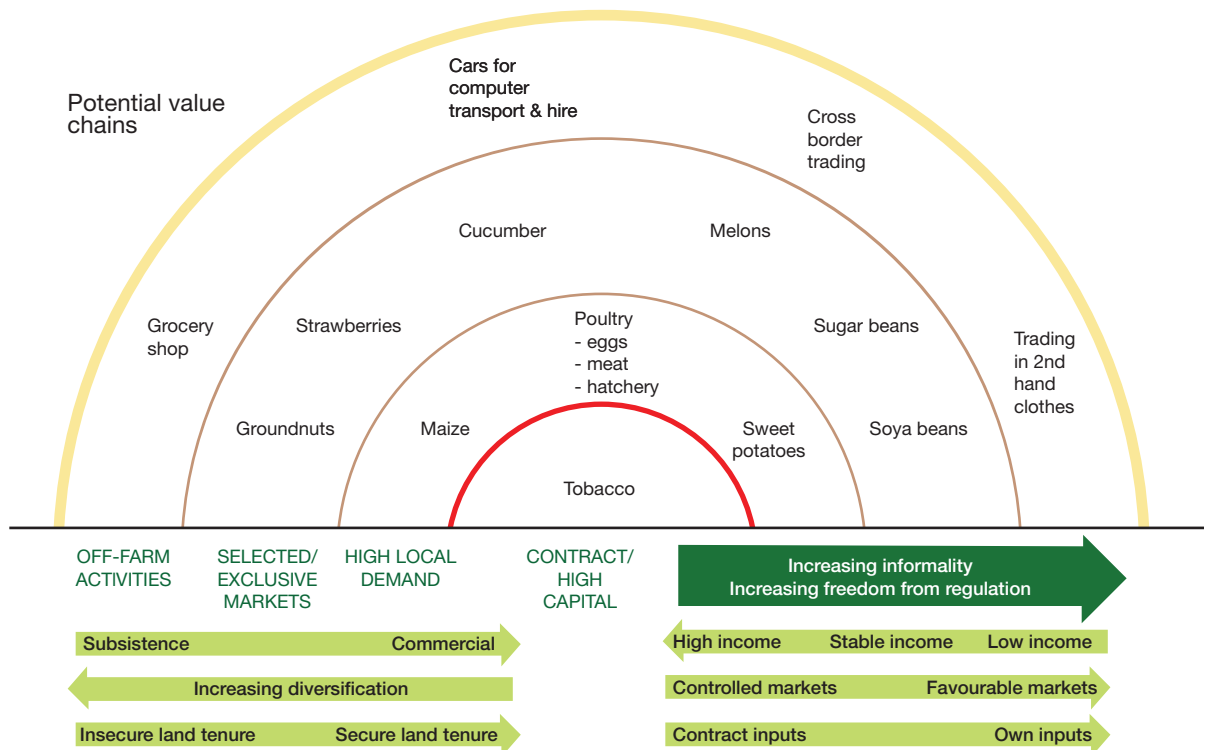 Potential value
chains
Cars for
computer
transport & hire
Cross
border
trading
Cucumber
Melons
Grocery
shop
Strawberries
Poultry
- eggs
- meat
- hatchery
Sugar beans
Trading
in 2nd
hand
clothes
Groundnuts
Maize
Sweet
potatoes
Soya beans
Tobacco
OFF-FARM
ACTIVITIES
SELECTED/
EXCLUSIVE
MARKETS
HIGH LOCAL
DEMAND
CONTRACT/
HIGH
CAPITAL
Increasing informality
Increasing freedom from regulation
Subsistence Commercial
High income Stable income Low income
Increasing diversification
Controlled markets Favourable markets
Insecure land tenure Secure land tenure
Contract inputs Own inputs